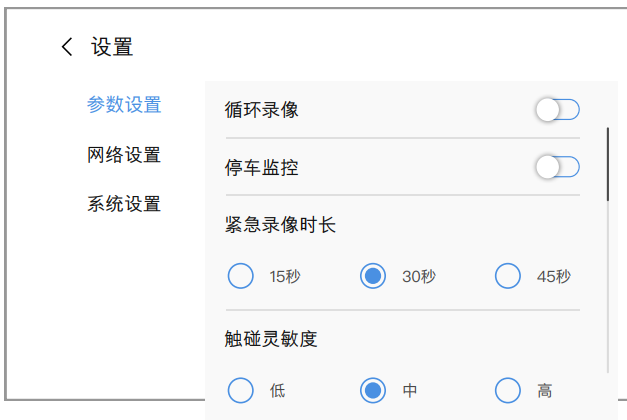 设置
参数设置
网络设置
系统设置
循环录像
停车监控
紧急录像时长
15秒 30秒 45秒
触碰灵敏度
低 中 高